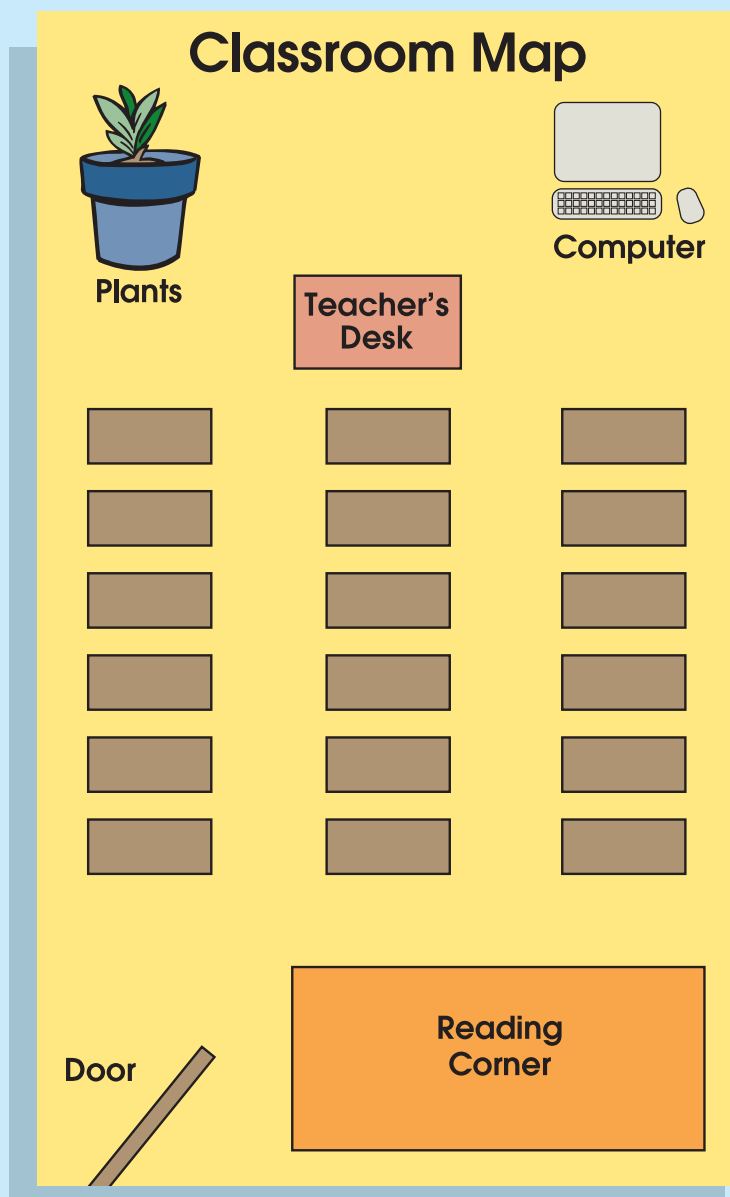 Classroom Map
Computer
Plants
Teacher's
Desk
Reading
Corner
Door